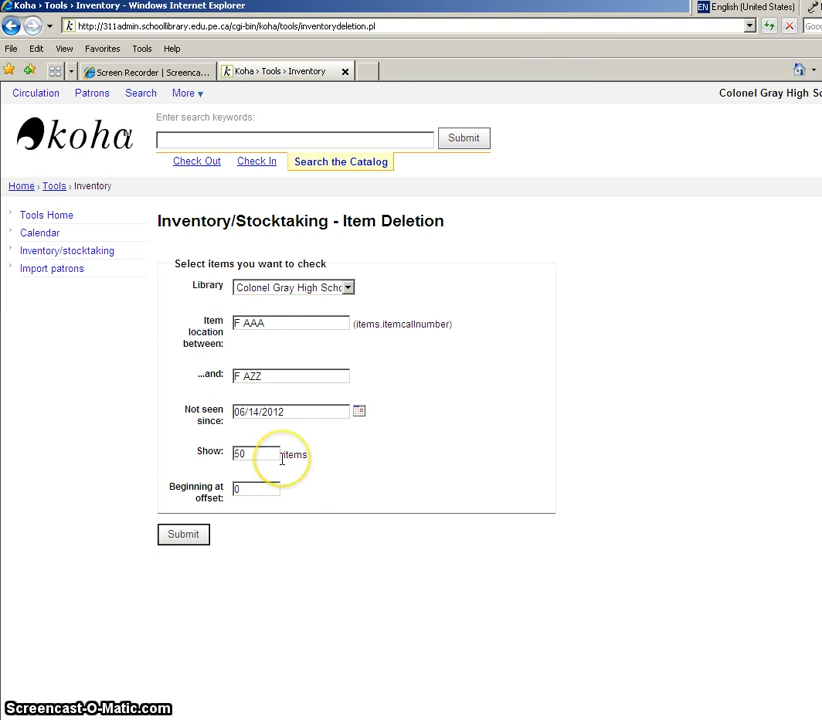 Koha › Tools › Inventory - Windows Internet Explorer
EN English (United States)
http://311admin.schoollibrary.edu.pe.ca/cgi-bin/koha/tools/inventorydeletion.pl
File Edit View Favorites Tools Help
Screen Recorder | Screenca...
Koha › Tools › Inventory
Circulation Patrons Search More ▾
Colonel Gray High Sc
koha
Enter search keywords:
Submit
Check Out Check In Search the Catalog
Home › Tools › Inventory
Tools Home
Calendar
Inventory/stocktaking
Import patrons
Inventory/Stocktaking - Item Deletion
Select items you want to check
Library Colonel Gray High Scho
Item location between: F AAA (items.itemcallnumber)
...and: F AZZ
Not seen since: 06/14/2012
Show: 50 items
Beginning at offset: 0
Submit
Screencast-O-Matic.com